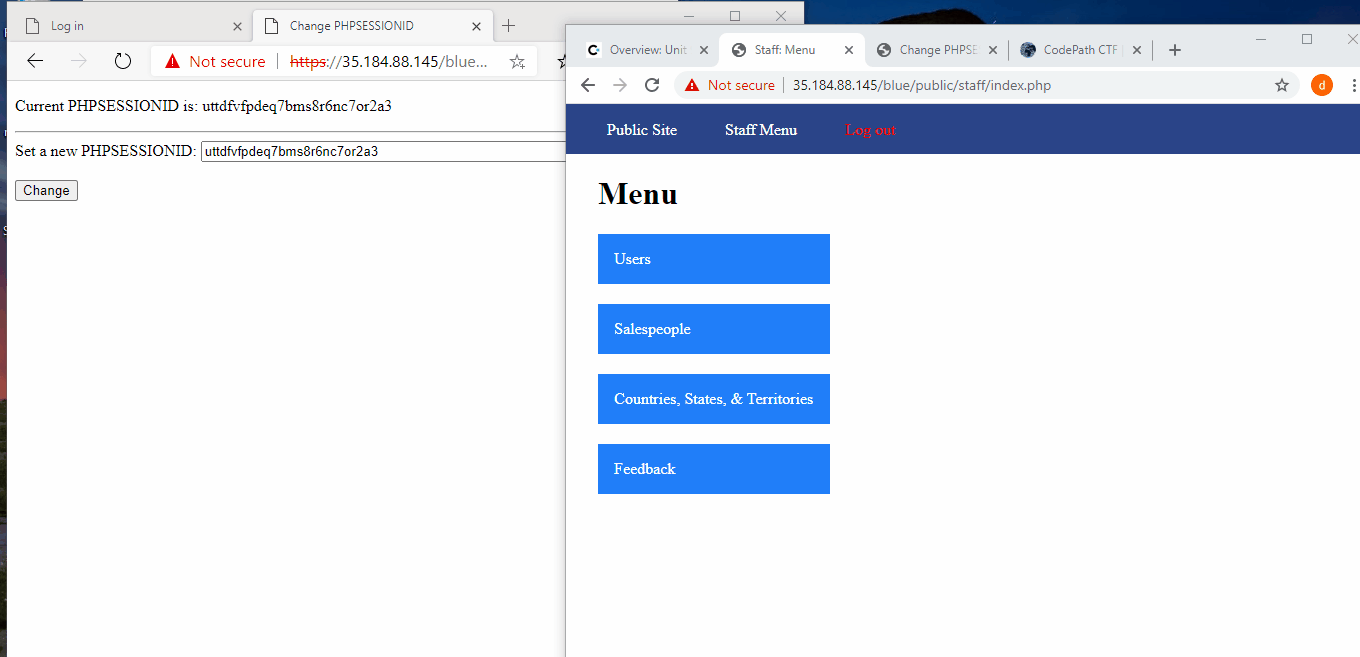 Log in
Change PHPSESSIONID
Not secure
https://35.184.88.145/blue...
Current PHPSESSIONID is: uttdfvfpdeq7bms8r6nc7or2a3
Set a new PHPSESSIONID: uttdfvfpdeq7bms8r6nc7or2a3
Change
Overview: Unit
Staff: Menu
Change PHPSE
CodePath CTF
Not secure
35.184.88.145/blue/public/staff/index.php
d
Public Site
Staff Menu
Log out
Menu
Users
Salespeople
Countries, States, & Territories
Feedback